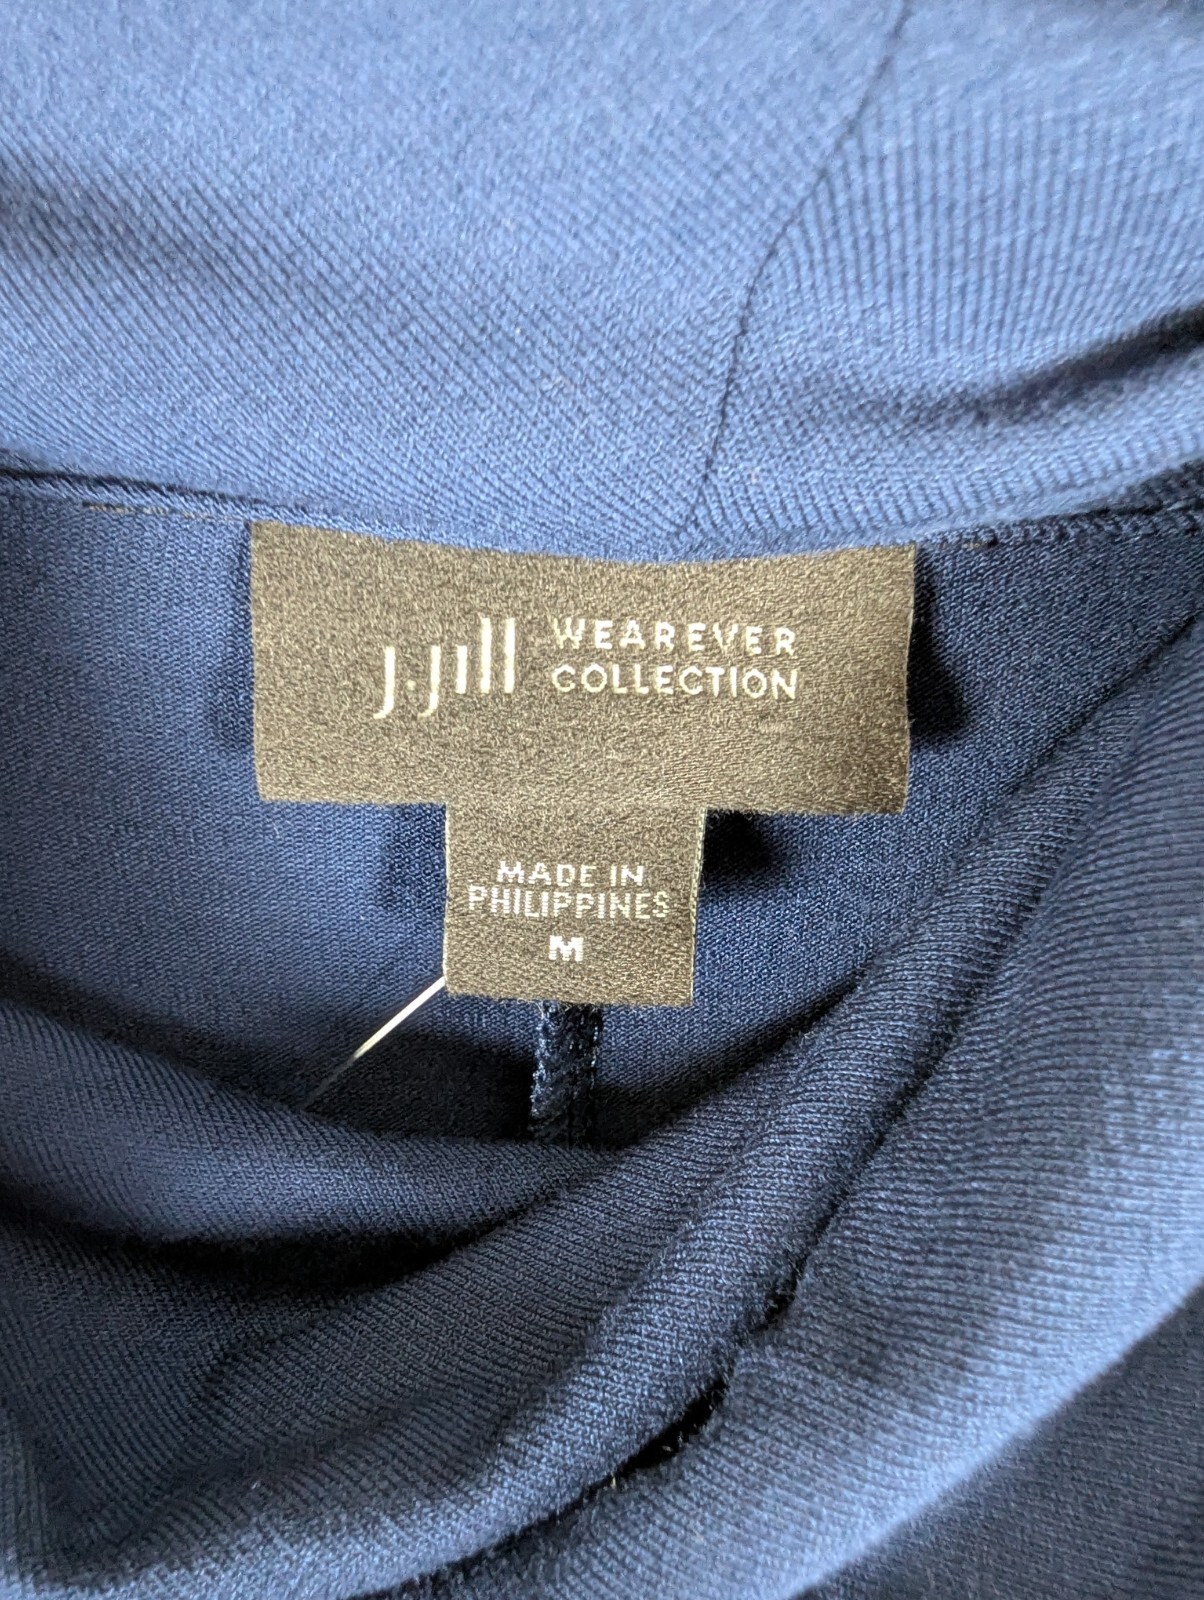 J.Jill WEAREVER
COLLECTION
MADE IN
PHILIPPINES
M